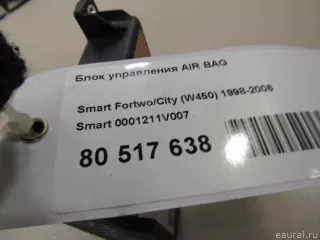 Блок управления AIR BAG
Smart Fortwo/City (W450) 1998-2006
Smart 0001211V007
80 517 638
eaural.ru